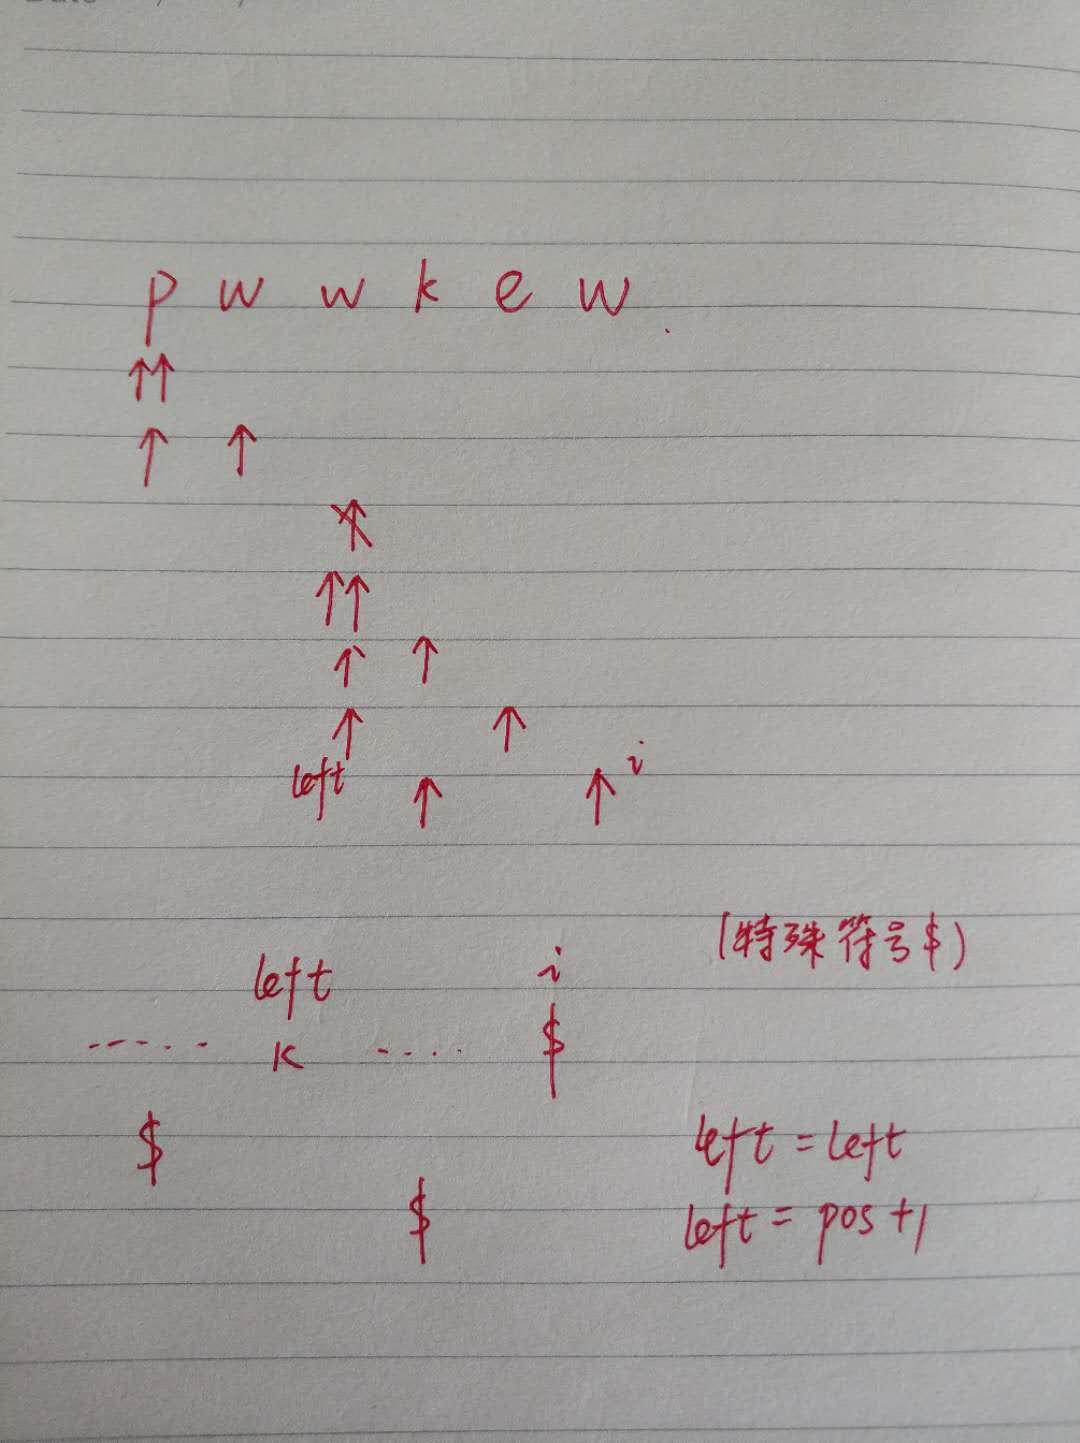 p w w k e w
↑↑
↑ ↑
↑
↑↑
↑ ↑
↑ ↑
left ↑ ↑ i
(特殊符号$)
left i
..... k .... $
$ left = left
$ left = pos +1